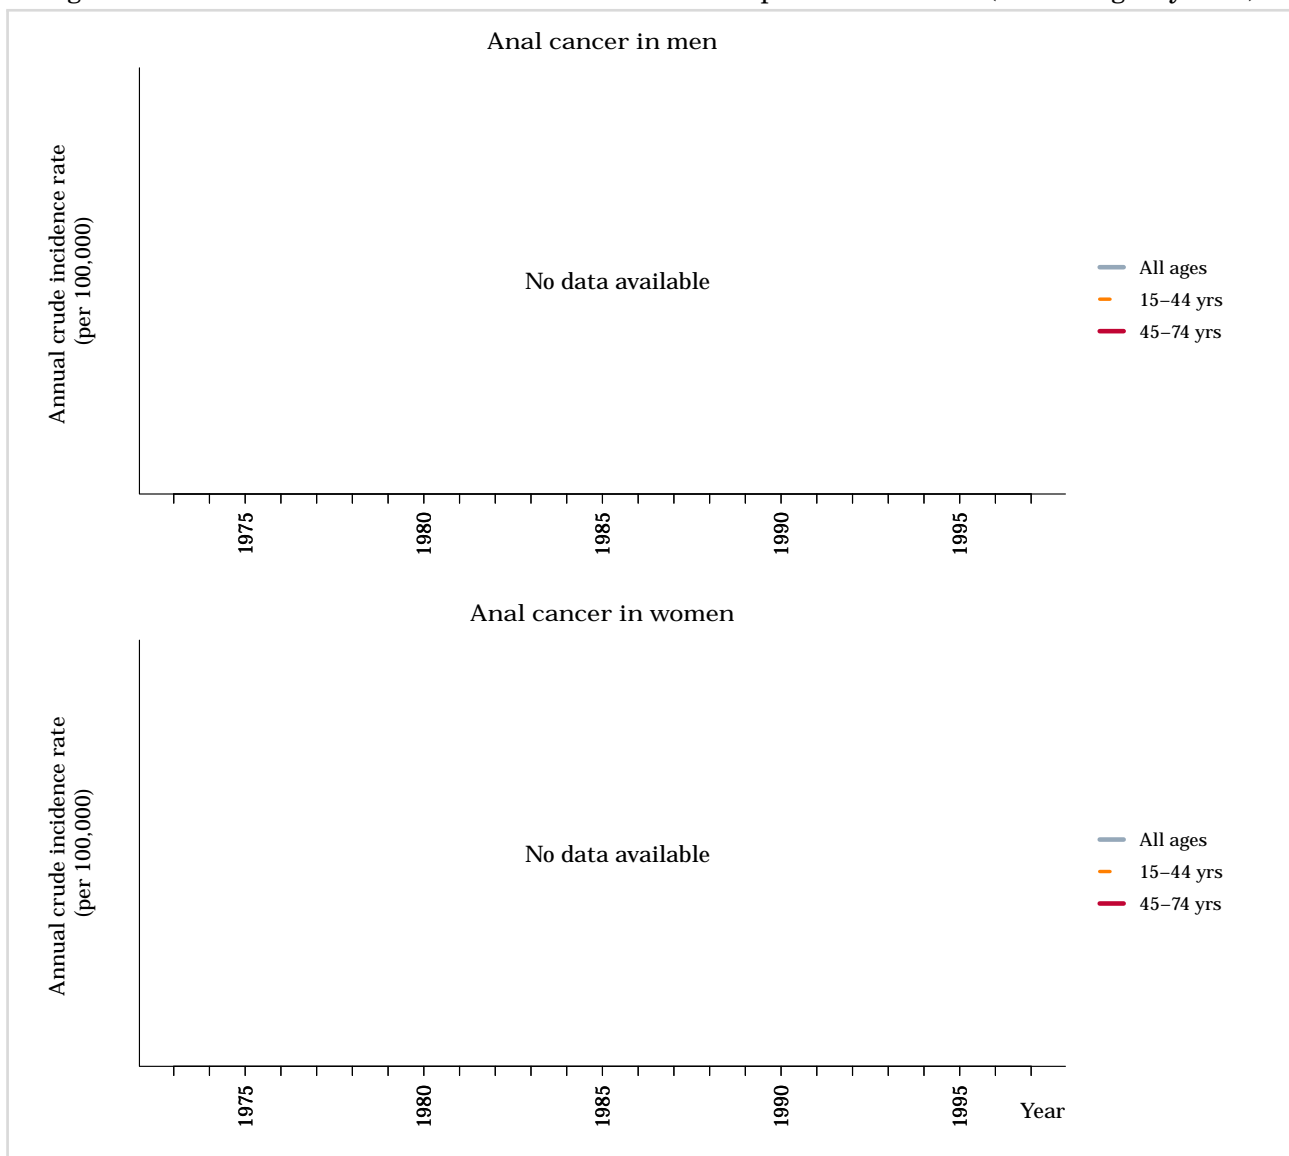 Anal cancer in men
Annual crude incidence rate
(per 100,000)
No data available
All ages
15–44 yrs
45–74 yrs
1975
1980
1985
1990
1995
Anal cancer in women
Annual crude incidence rate
(per 100,000)
No data available
All ages
15–44 yrs
45–74 yrs
1975
1980
1985
1990
1995
Year